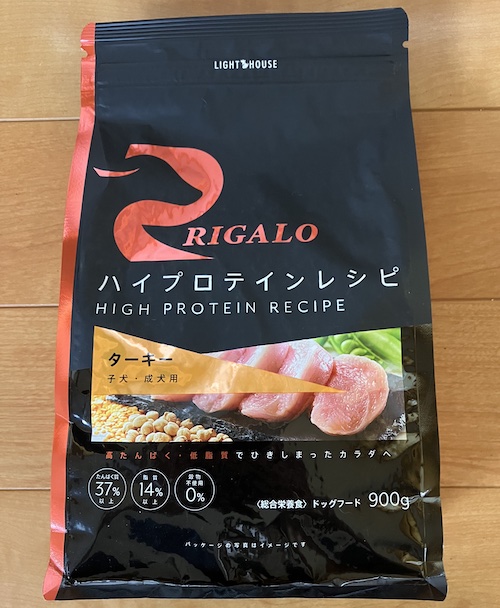 LIGHT HOUSE
RIGALO
ハイプロテインレシピ
HIGH PROTEIN RECIPE
ターキー
子犬・成犬用
高たんぱく・低脂質でひきしまったカラダへ
たんぱく質
37%
以上
脂質
14%
以上
穀物
不使用
0%
〈総合栄養食〉ドッグフード 900g
パッケージの写真はイメージです